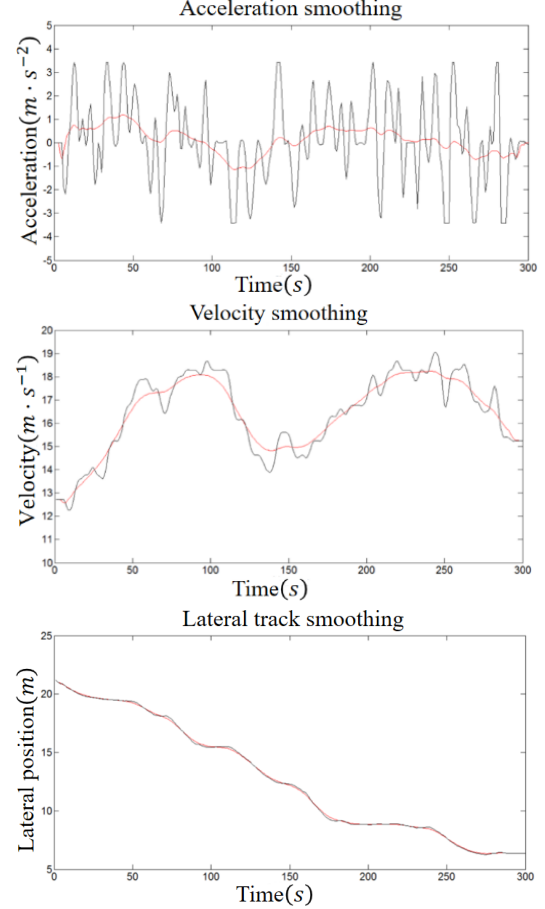 Acceleration smoothing
5
4
3
2
1
0
-1
-2
-3
-4
-5
Acceleration(m · s⁻²)
0 50 100 150 200 250 300
Time(s)
Velocity smoothing
20
19
18
17
16
15
14
13
12
11
10
Velocity(m · s⁻¹)
0 50 100 150 200 250 300
Time(s)
Lateral track smoothing
25
20
15
10
5
Lateral position(m)
0 50 100 150 200 250 300
Time(s)